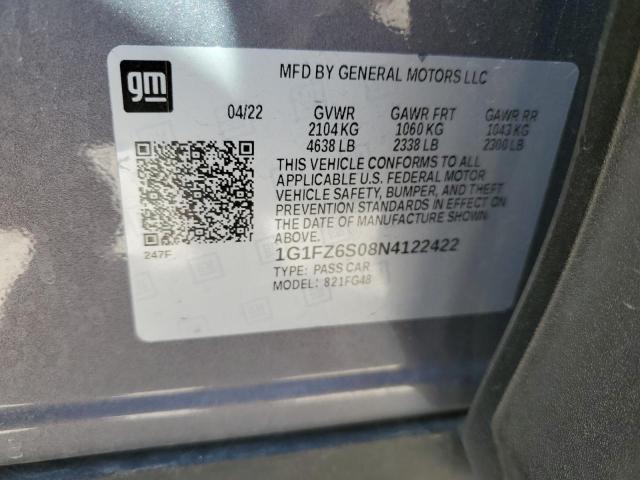 gm
MFD BY GENERAL MOTORS LLC
04/22 GVWR GAWR FRT GAWR RR
2104 KG 1060 KG 1043 KG
4638 LB 2338 LB 2300 LB
THIS VEHICLE CONFORMS TO ALL
APPLICABLE U.S. FEDERAL MOTOR
VEHICLE SAFETY, BUMPER, AND THEFT
PREVENTION STANDARDS IN EFFECT ON
THE DATE OF MANUFACTURE SHOWN
ABOVE.
247F 1G1FZ6S08N4122422
TYPE: PASS CAR
MODEL: 821FG48